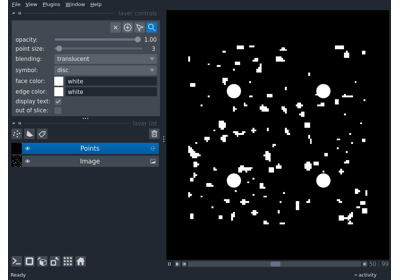 File View Plugins Window Help
layer controls
opacity: 1.00
point size: 3
blending: translucent
symbol: disc
face color: white
edge color: white
display text:
out of slice:
layer list
Points
Image
Ready
50 99
activity